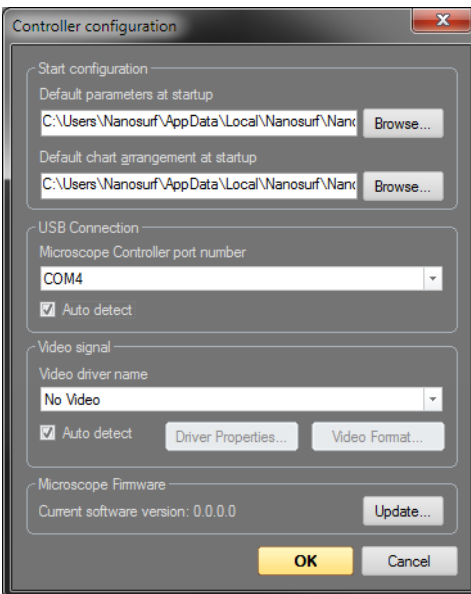 Controller configuration
Start configuration
Default parameters at startup
C:\Users\Nanosurf\AppData\Local\Nanosurf\Nano
Browse...
Default chart arrangement at startup
C:\Users\Nanosurf\AppData\Local\Nanosurf\Nano
Browse...
USB Connection
Microscope Controller port number
COM4
Auto detect
Video signal
Video driver name
No Video
Auto detect
Driver Properties...
Video Format...
Microscope Firmware
Current software version: 0.0.0.0
Update...
OK
Cancel